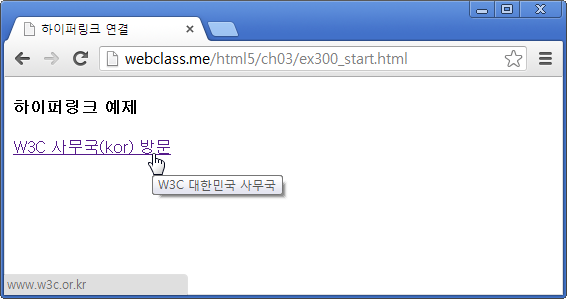 하이퍼링크 연결
webclass.me/html5/ch03/ex300_start.html
하이퍼링크 예제
W3C 사무국(kor) 방문
W3C 대한민국 사무국
www.w3c.or.kr